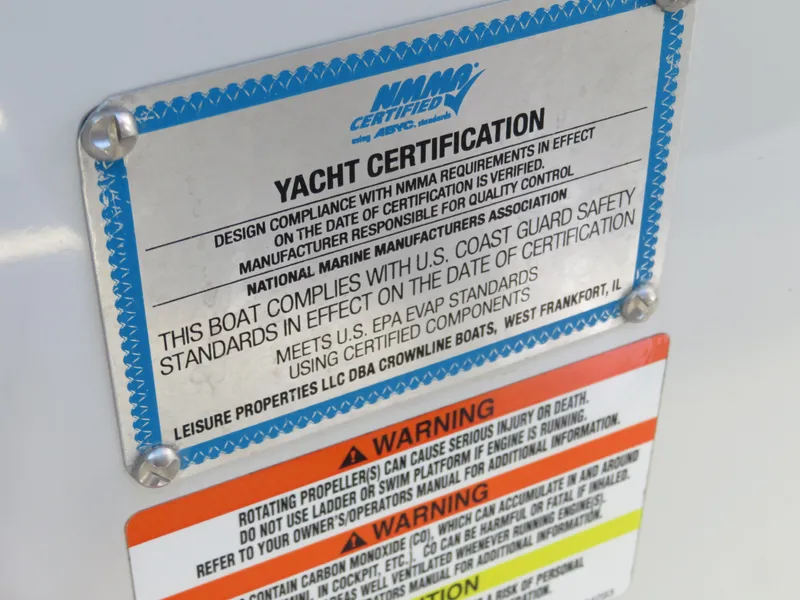 NMMA
CERTIFIED
using ABYC. standards
YACHT CERTIFICATION
DESIGN COMPLIANCE WITH NMMA REQUIREMENTS IN EFFECT
ON THE DATE OF CERTIFICATION IS VERIFIED.
MANUFACTURER RESPONSIBLE FOR QUALITY CONTROL
NATIONAL MARINE MANUFACTURERS ASSOCIATION
THIS BOAT COMPLIES WITH U.S. COAST GUARD SAFETY
STANDARDS IN EFFECT ON THE DATE OF CERTIFICATION
MEETS U.S. EPA EVAP STANDARDS
USING CERTIFIED COMPONENTS
LEISURE PROPERTIES LLC DBA CROWNLINE BOATS, WEST FRANKFORT, IL
WARNING
ROTATING PROPELLER(S) CAN CAUSE SERIOUS INJURY OR DEATH.
DO NOT USE LADDER OR SWIM PLATFORM IF ENGINE IS RUNNING.
REFER TO YOUR OWNER'S/OPERATORS MANUAL FOR ADDITIONAL INFORMATION.
WARNING
CONTAIN CARBON MONOXIDE (CO), WHICH CAN ACCUMULATE IN AND AROUND
IN COCKPIT, ETC.). CO CAN BE HARMFUL OR FATAL IF INHALED.
WELL VENTILATED WHENEVER RUNNING ENGINE(S).
MANUAL FOR ADDITIONAL INFORMATION.
A RISK OF PERSONAL